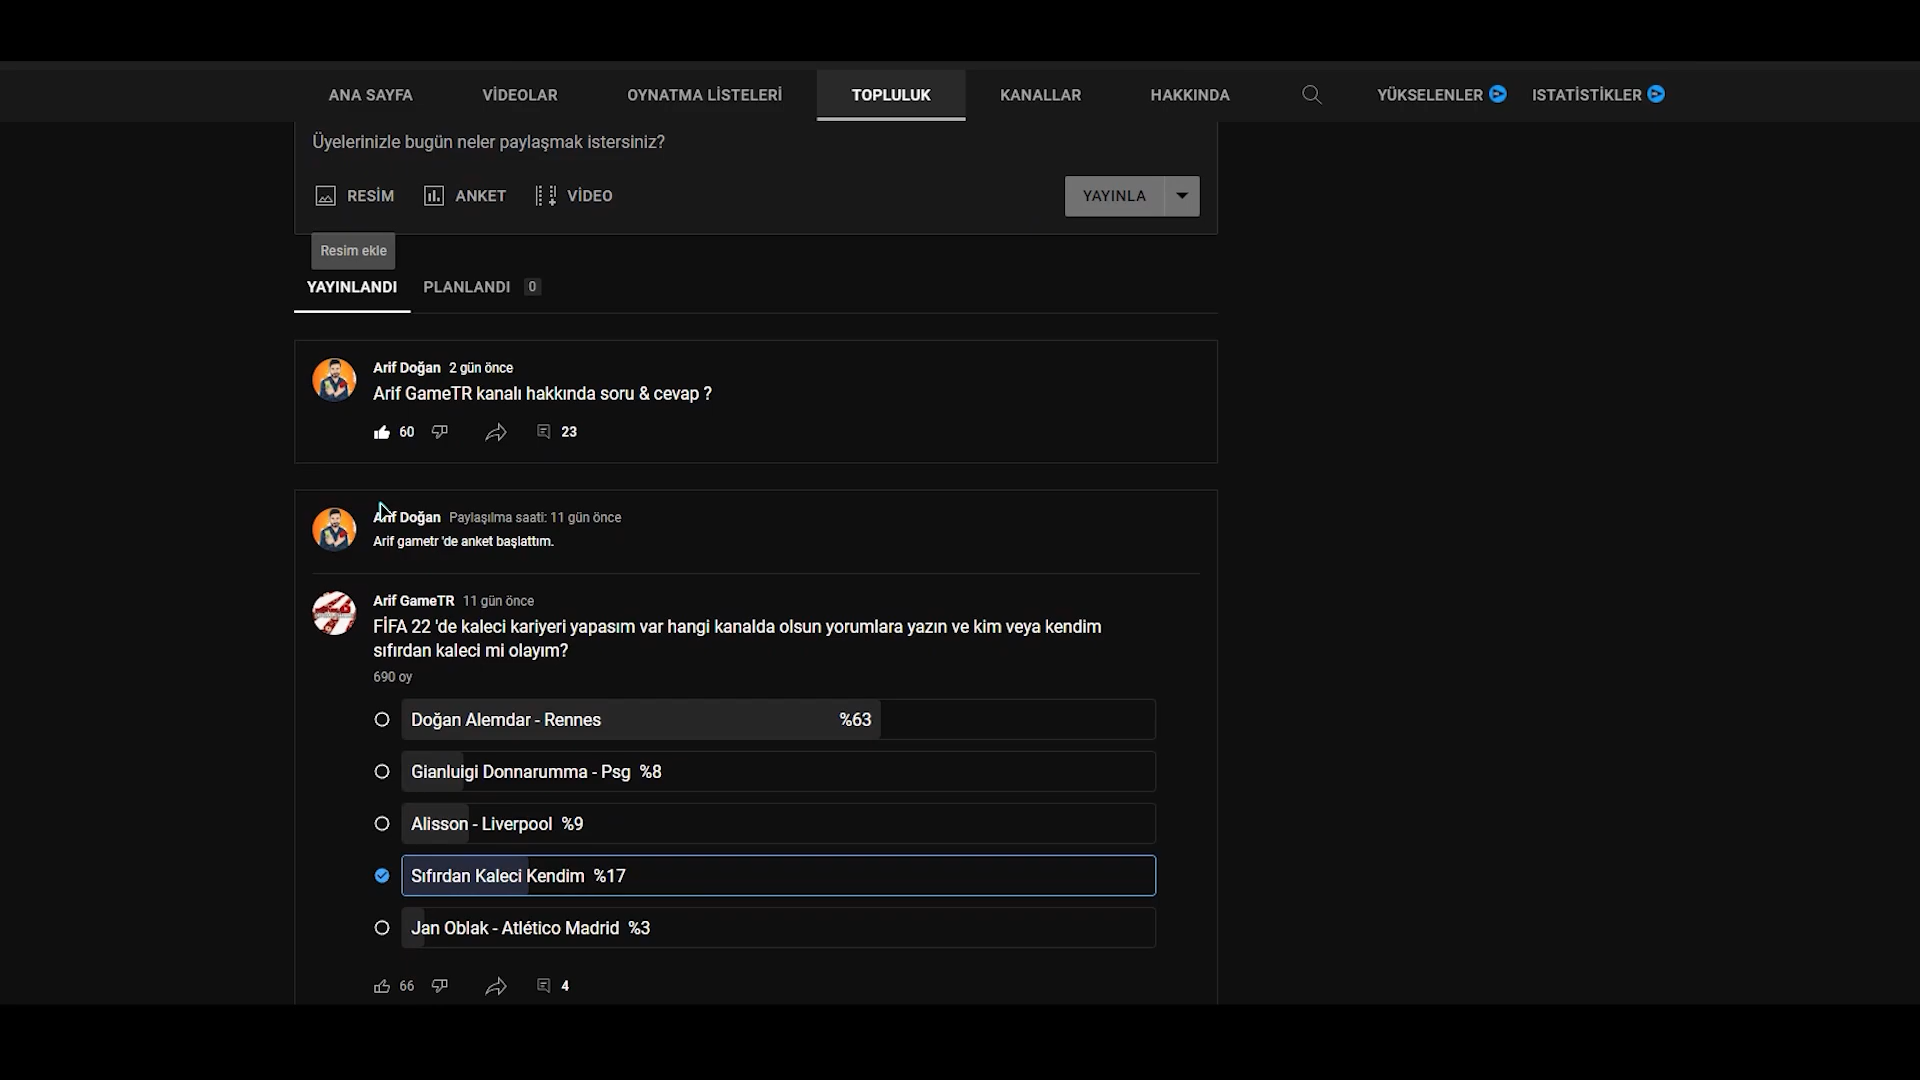 ANA SAYFA VİDEOLAR OYNATMA LİSTELERİ TOPLULUK KANALLAR HAKKINDA YÜKSELENLER ISTATİSTİKLER
Üyelerinizle bugün neler paylaşmak istersiniz?
RESİM ANKET VİDEO YAYINLA
Resim ekle
YAYINLANDI PLANLANDI 0
Arif Doğan 2 gün önce
Arif GameTR kanalı hakkında soru & cevap ?
60 23
Arif Doğan Paylaşılma saati: 11 gün önce
Arif gametr 'de anket başlattım.
Arif GameTR 11 gün önce
FİFA 22 'de kaleci kariyeri yapasım var hangi kanalda olsun yorumlara yazın ve kim veya kendim
sıfırdan kaleci mi olayım?
690 oy
Doğan Alemdar - Rennes %63
Gianluigi Donnarumma - Psg %8
Alisson - Liverpool %9
Sıfırdan Kaleci Kendim %17
Jan Oblak - Atlético Madrid %3
66 4